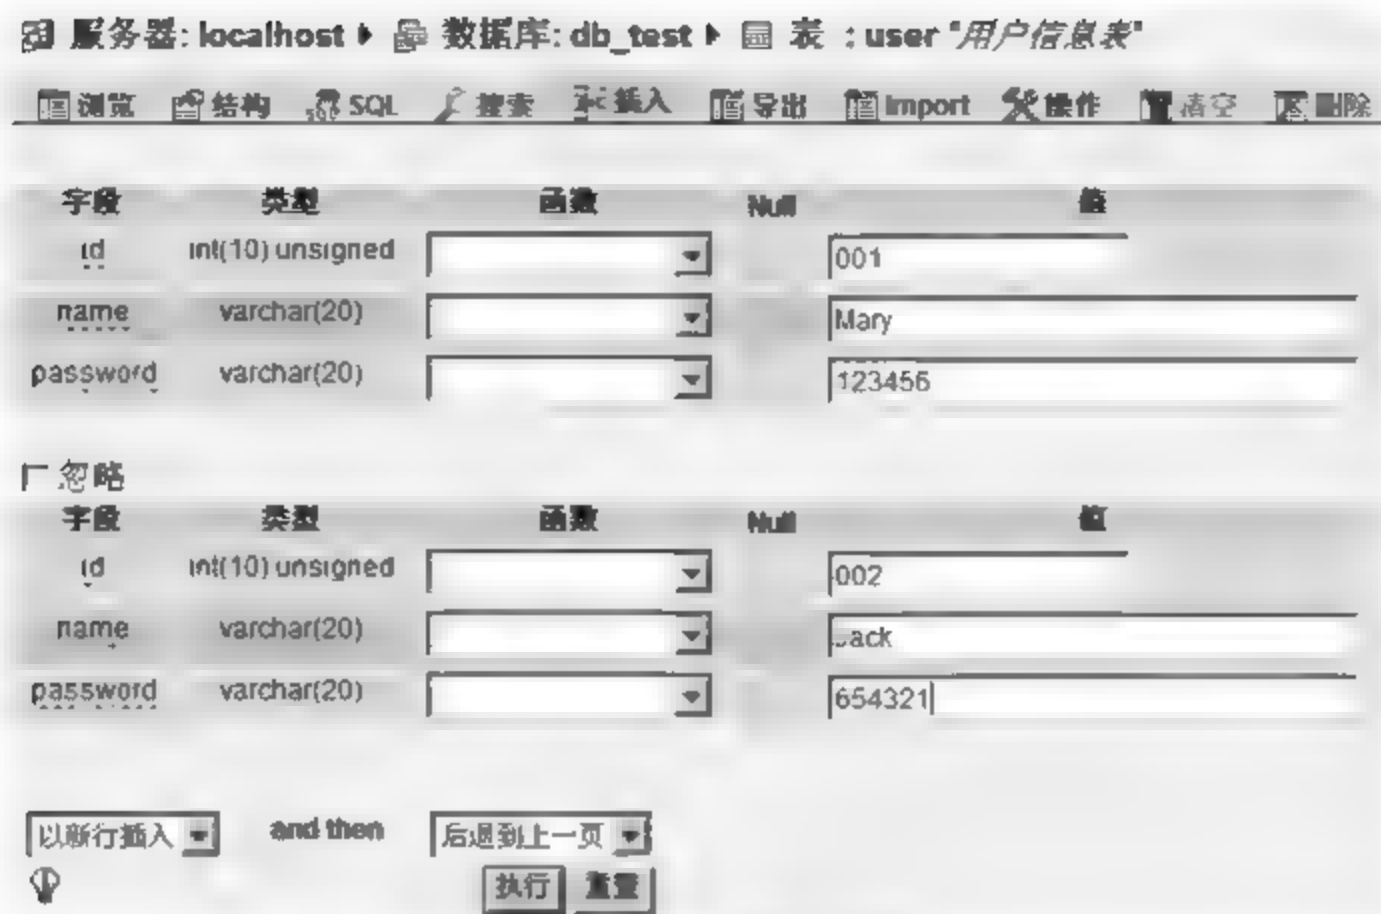 服务器: localhost 数据库: db_test 表 : user "用户信息表"
浏览 结构 SQL 搜索 插入 导出 Import 操作 清空 删除
字段 类型 函数 Null 值
id int(10) unsigned 001
name varchar(20) Mary
password varchar(20) 123456
忽略
字段 类型 函数 Null 值
id int(10) unsigned 002
name varchar(20) Jack
password varchar(20) 654321
以新行插入 and then 后退到上一页
执行 重置